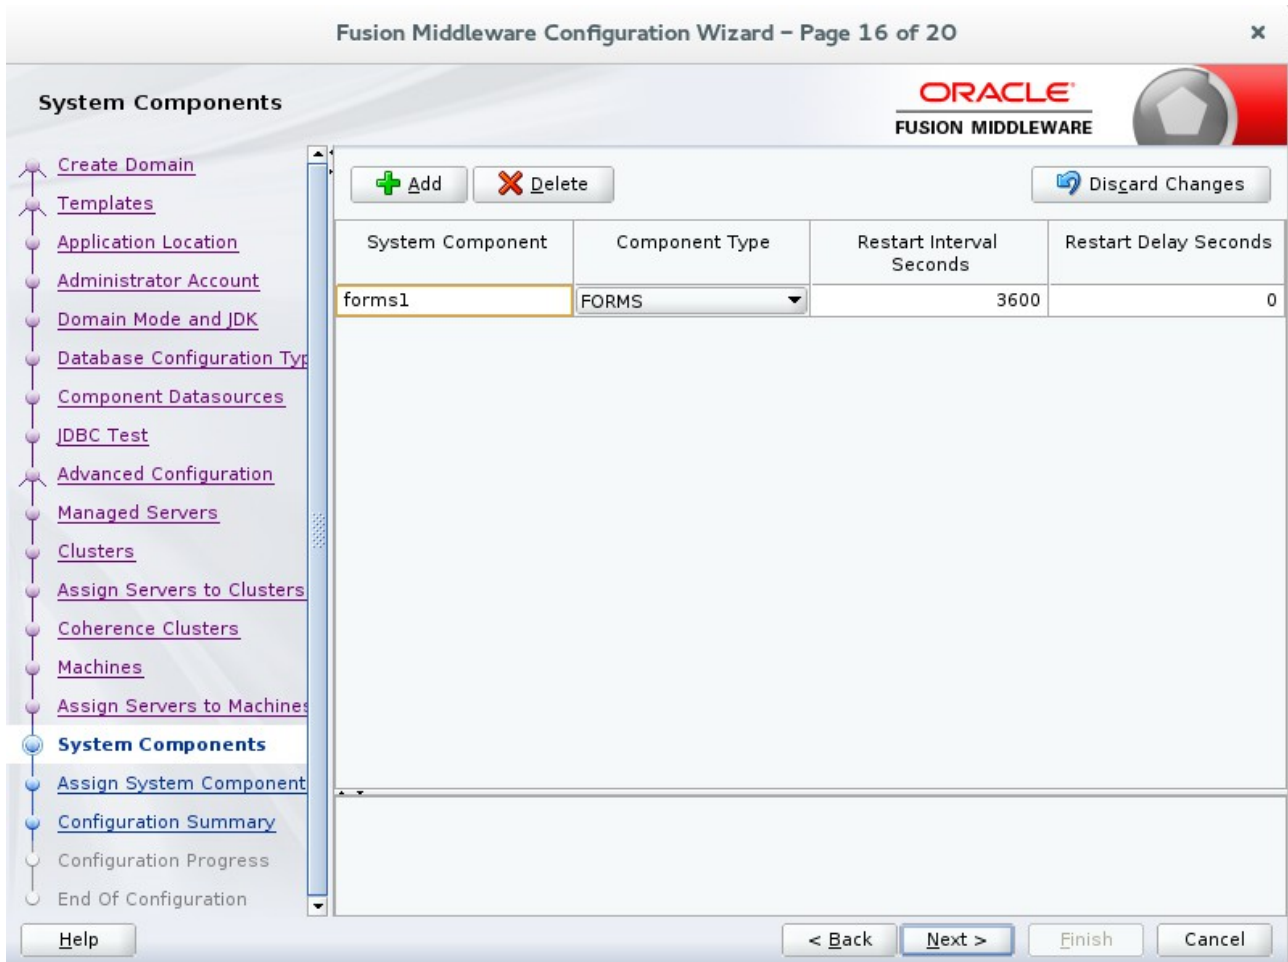 Fusion Middleware Configuration Wizard – Page 16 of 20
System Components
ORACLE
FUSION MIDDLEWARE
Create Domain
Templates
Application Location
Administrator Account
Domain Mode and JDK
Database Configuration Typ
Component Datasources
JDBC Test
Advanced Configuration
Managed Servers
Clusters
Assign Servers to Clusters
Coherence Clusters
Machines
Assign Servers to Machines
System Components
Assign System Component
Configuration Summary
Configuration Progress
End Of Configuration
Add Delete Discard Changes
System Component Component Type Restart Interval Seconds Restart Delay Seconds
forms1 FORMS 3600 0
Help < Back Next > Finish Cancel